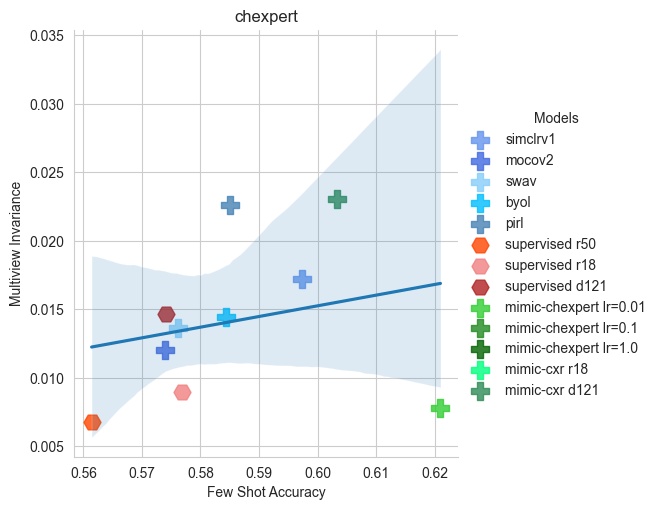 chexpert
0.035
0.030
0.025
0.020
0.015
0.010
0.005
Multiview Invariance
0.56 0.57 0.58 0.59 0.60 0.61 0.62
Few Shot Accuracy
Models
simclrv1
mocov2
swav
byol
pirl
supervised r50
supervised r18
supervised d121
mimic-chexpert lr=0.01
mimic-chexpert lr=0.1
mimic-chexpert lr=1.0
mimic-cxr r18
mimic-cxr d121